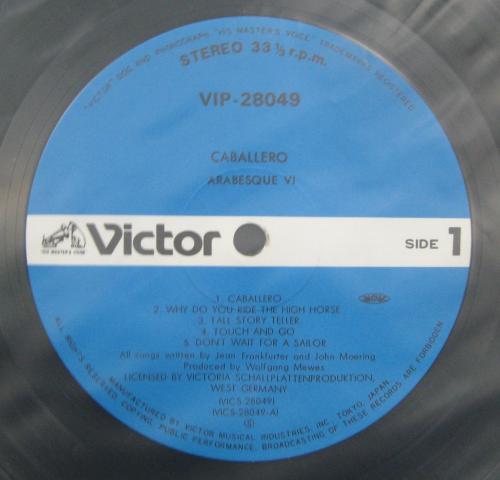 "VICTOR" DOG AND PHONOGRAPH "HIS MASTER'S VOICE" TRADEMARKS REGISTERED
STEREO 33 ⅓ r.p.m.
VIP-28049
CABALLERO
ARABESQUE VI
HIS MASTER'S VOICE
Victor
SIDE 1
1. CABALLERO
2. WHY DO YOU RIDE THE HIGH HORSE
3. TALL STORY TELLER
4. TOUCH AND GO
5. DON'T WAIT FOR A SAILOR
All songs written by Jean Frankfurter and John Moering
Produced by Wolfgang Mewes
LICENSED BY VICTORIA SCHALLPLATTENPRODUKTION,
WEST GERMANY
(VICS 28049)
(VICS-28049-A)
Ⓢ
MANUFACTURED BY VICTOR MUSICAL INDUSTRIES, INC. TOKYO, JAPAN
ALL RIGHTS RESERVED. COPYING, PUBLIC PERFORMANCE, BROADCASTING OF THESE RECORDS ARE FORBIDDEN